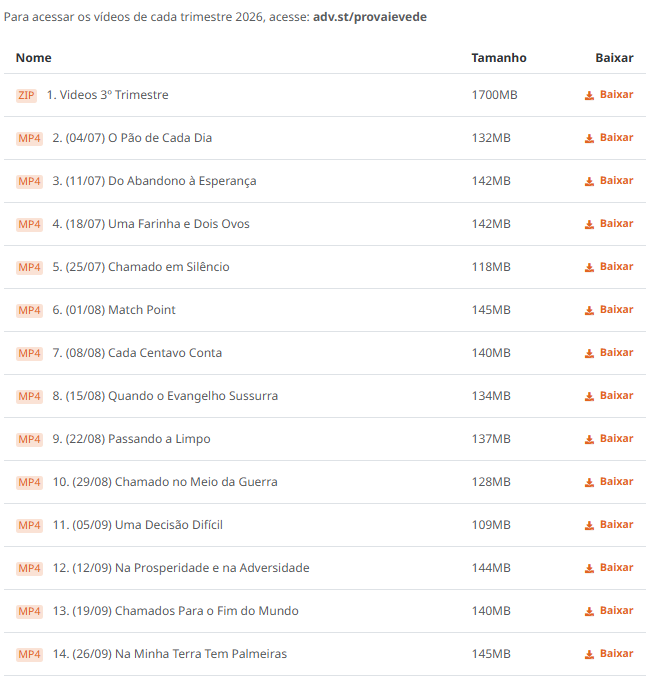 Para acessar os vídeos de cada trimestre 2026, acesse: adv.st/provaievede
Nome Tamanho Baixar
ZIP 1. Videos 3º Trimestre 1700MB Baixar
MP4 2. (04/07) O Pão de Cada Dia 132MB Baixar
MP4 3. (11/07) Do Abandono à Esperança 142MB Baixar
MP4 4. (18/07) Uma Farinha e Dois Ovos 142MB Baixar
MP4 5. (25/07) Chamado em Silêncio 118MB Baixar
MP4 6. (01/08) Match Point 145MB Baixar
MP4 7. (08/08) Cada Centavo Conta 140MB Baixar
MP4 8. (15/08) Quando o Evangelho Sussurra 134MB Baixar
MP4 9. (22/08) Passando a Limpo 137MB Baixar
MP4 10. (29/08) Chamado no Meio da Guerra 128MB Baixar
MP4 11. (05/09) Uma Decisão Difícil 109MB Baixar
MP4 12. (12/09) Na Prosperidade e na Adversidade 144MB Baixar
MP4 13. (19/09) Chamados Para o Fim do Mundo 140MB Baixar
MP4 14. (26/09) Na Minha Terra Tem Palmeiras 145MB Baixar